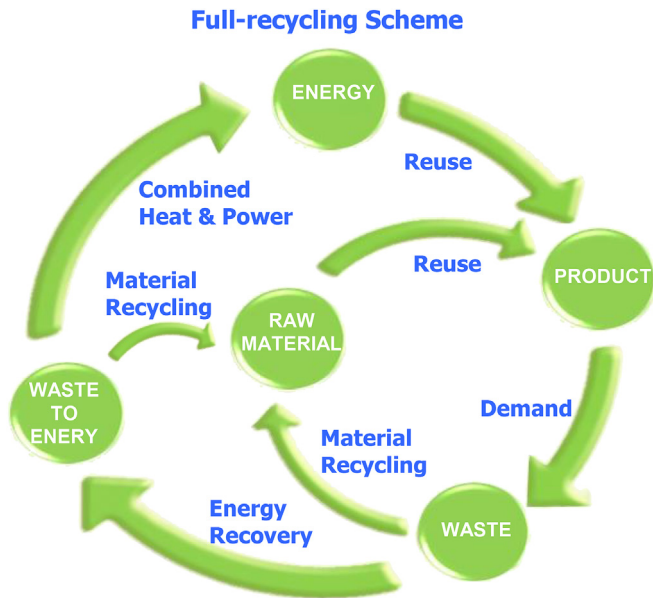 Full-recycling Scheme
ENERGY
Reuse
Combined
Heat & Power
Reuse
PRODUCT
Material
Recycling
RAW
MATERIAL
WASTE
TO
ENERY
Demand
Material
Recycling
Energy
Recovery
WASTE